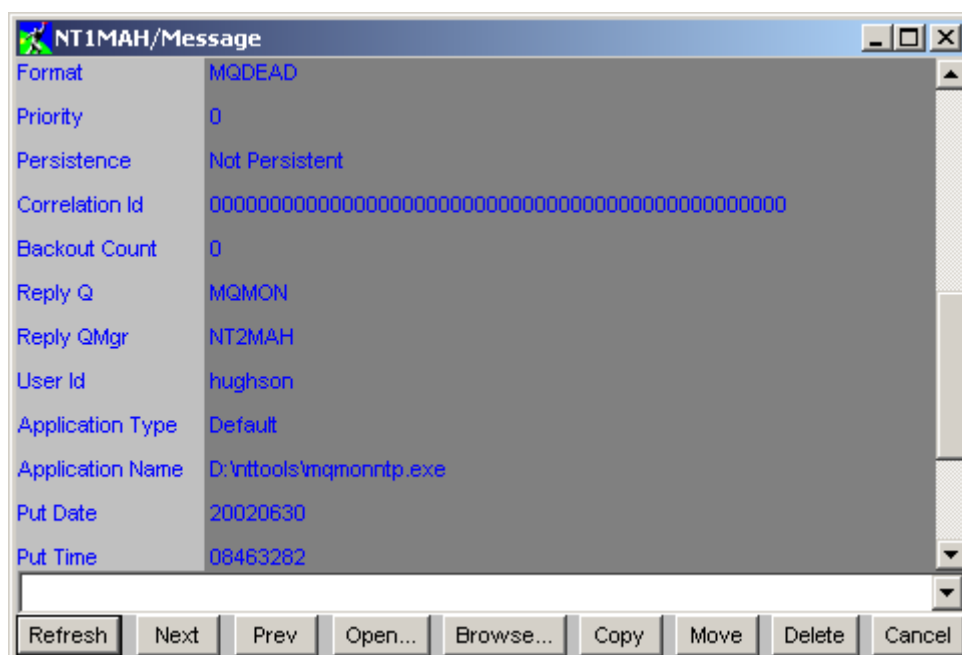 NT1MAH/Message
Format MQDEAD
Priority 0
Persistence Not Persistent
Correlation Id 000000000000000000000000000000000000000000000000
Backout Count 0
Reply Q MQMON
Reply QMgr NT2MAH
User Id hughson
Application Type Default
Application Name D:\nttools\mqmonntp.exe
Put Date 20020630
Put Time 08463282
Refresh Next Prev Open... Browse... Copy Move Delete Cancel